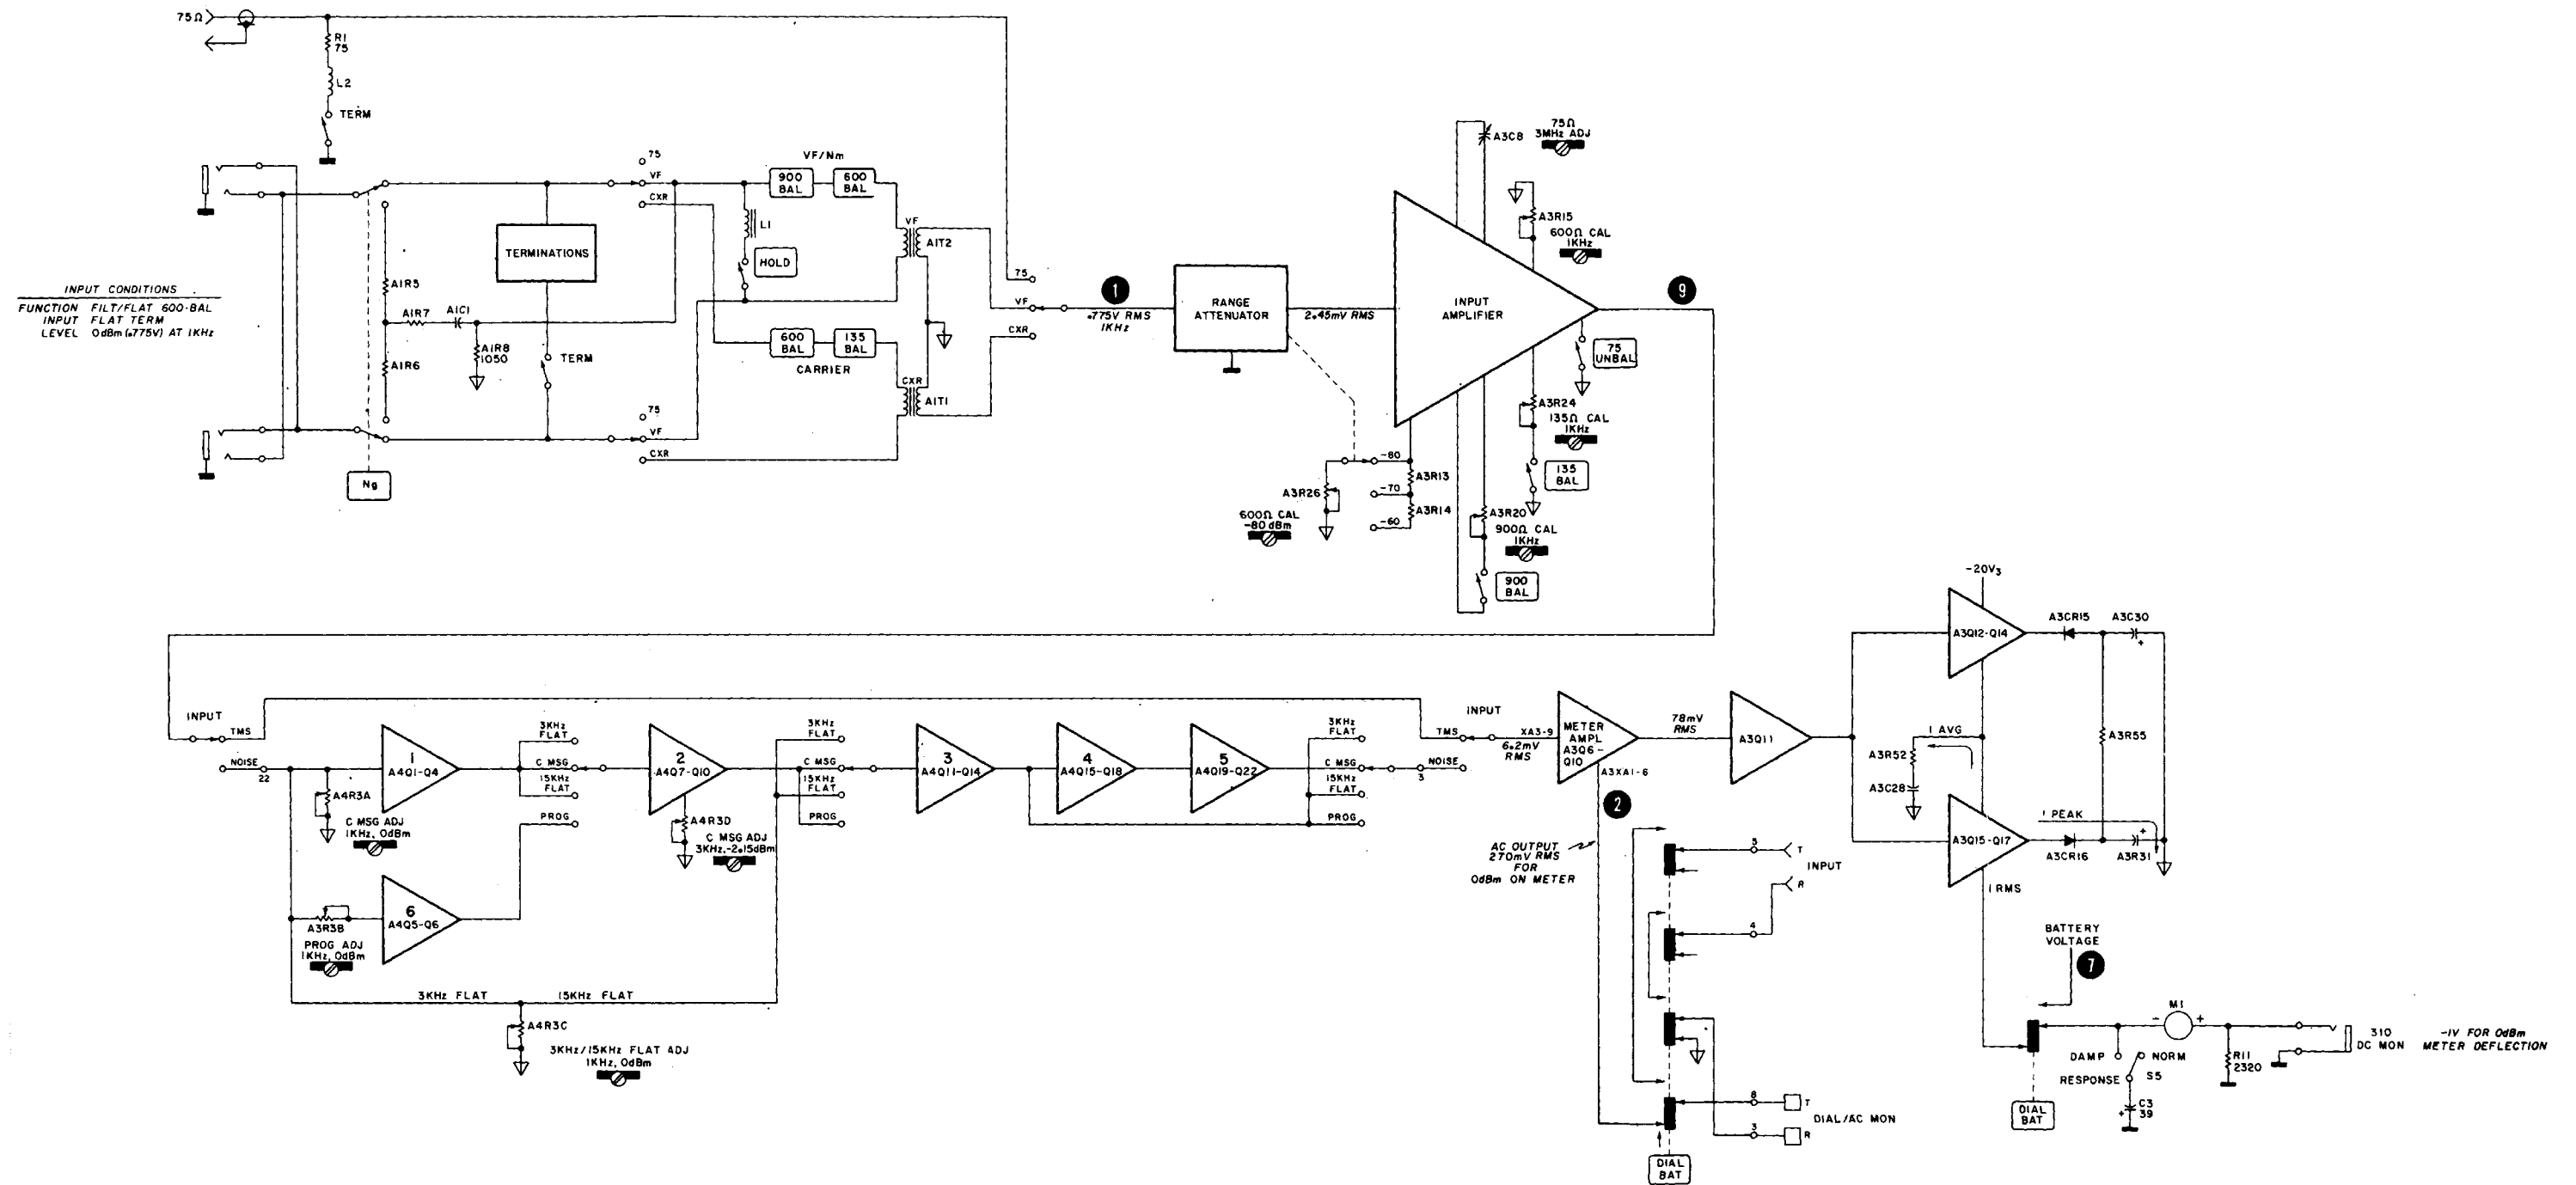 75Ω
R1
75
L2
TERM
INPUT CONDITIONS
FUNCTION FILT/FLAT 600-BAL
INPUT FLAT TERM
LEVEL 0dBm (.775V) AT 1KHz
Ng
A1R5
A1R7
A1C1
A1R6
A1R8
1050
TERMINATIONS
TERM
75
VF
CXR
75
VF
CXR
VF/Nm
900
BAL
600
BAL
L1
HOLD
600
BAL
135
BAL
CARRIER
VF
A1T2
CXR
A1T1
75
VF
CXR
1
.775V RMS
1KHz
RANGE
ATTENUATOR
2.45mV RMS
INPUT
AMPLIFIER
A3C8
75Ω
3MHz ADJ
A3R15
600Ω CAL
1KHz
9
75
UNBAL
A3R24
135Ω CAL
1KHz
135
BAL
A3R20
900Ω CAL
1KHz
900
BAL
-80
A3R13
-70
A3R14
-60
A3R26
600Ω CAL
-80 dBm
INPUT
TMS
NOISE
22
A4R3A
C MSG ADJ
1KHz, 0dBm
1
A4Q1-Q4
3KHz
FLAT
C MSG
15KHz
FLAT
PROG
A3R3B
PROG ADJ
1KHz, 0dBm
6
A4Q5-Q6
2
A4Q7-Q10
A4R3D
C MSG ADJ
3KHz,-2.15dBm
3KHz
FLAT
C MSG
15KHz
FLAT
PROG
3KHz FLAT
15KHz FLAT
A4R3C
3KHz/15KHz FLAT ADJ
1KHz, 0dBm
3
A4Q11-Q14
4
A4Q15-Q18
5
A4Q19-Q22
3KHz
FLAT
C MSG
15KHz
FLAT
PROG
3
NOISE
TMS
INPUT
XA3-9
6.2mV
RMS
METER
AMPL
A3Q6-
Q10
A3XA1-6
78mV
RMS
A3Q11
2
AC OUTPUT
270mV RMS
FOR
0dBm ON METER
5
T
INPUT
R
4
8
T
DIAL/AC MON
3
R
DIAL
BAT
-20V3
A3Q12-Q14
A3CR15
A3C30
I AVG
A3R52
A3C28
A3R55
A3Q15-Q17
I PEAK
A3CR16
A3R31
I RMS
BATTERY
VOLTAGE
7
DIAL
BAT
DAMP
NORM
RESPONSE
S5
C3
39
M1
R11
2320
310
DC MON
-1V FOR 0dBm
METER DEFLECTION